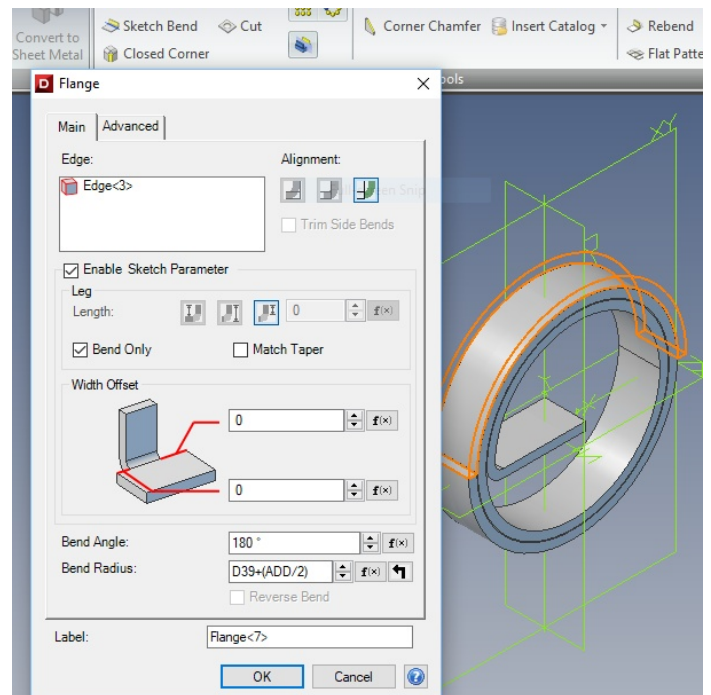 Convert to
Sheet Metal
Sketch Bend
Cut
Closed Corner
Corner Chamfer
Insert Catalog
Rebend
Flat Patte
ools
D Flange
Main
Advanced
Edge:
Edge<3>
Alignment:
Trim Side Bends
Enable Sketch Parameter
Leg
Length:
0
f(x)
Bend Only
Match Taper
Width Offset
0
f(x)
0
f(x)
Bend Angle:
180 °
f(x)
Bend Radius:
D39+(ADD/2)
f(x)
Reverse Bend
Label:
Flange<7>
OK
Cancel
?